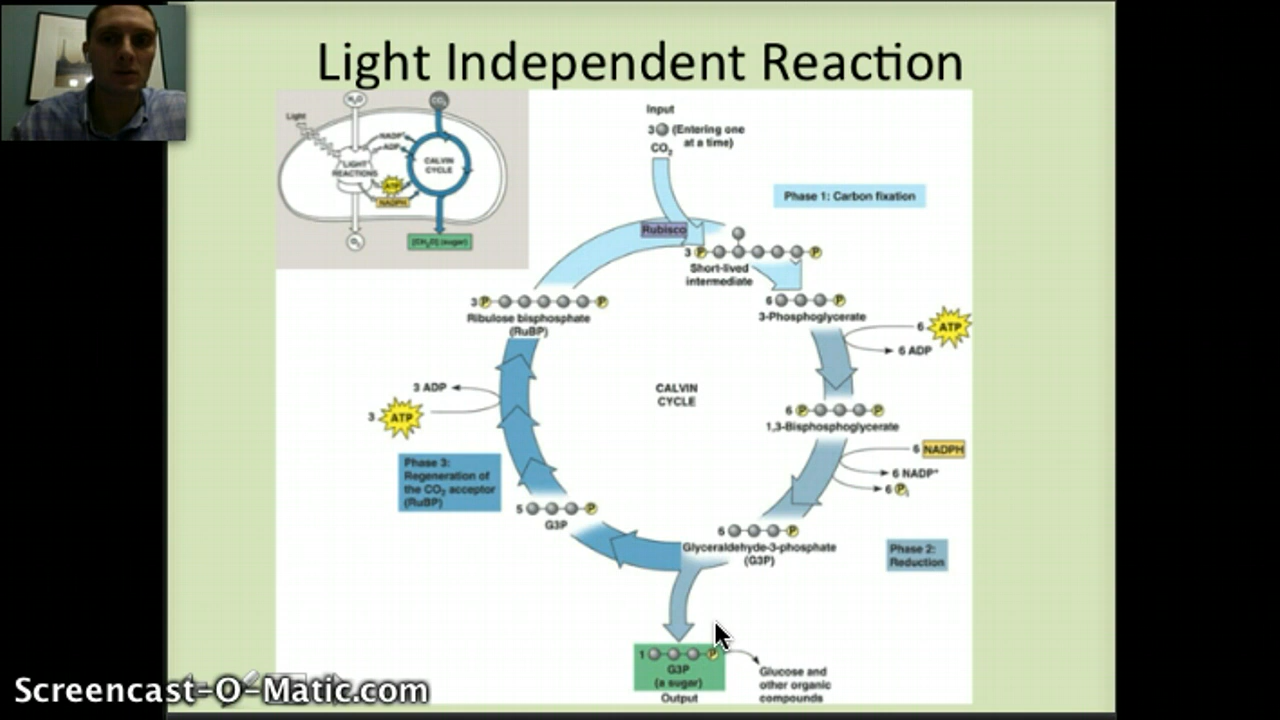 Light Independent Reaction
H₂O
CO₂
Light
NADP⁺
ADP
LIGHT
REACTIONS
CALVIN
CYCLE
ATP
NADPH
O₂
[CH₂O] (sugar)
Input
3 (Entering one
at a time)
CO₂
Phase 1: Carbon fixation
Rubisco
3 P P
Short-lived
intermediate
3 P P
Ribulose bisphosphate
(RuBP)
6 P
3-Phosphoglycerate
6 ATP
6 ADP
CALVIN
CYCLE
3 ADP
3 ATP
6 P P
1,3-Bisphosphoglycerate
6 NADPH
6 NADP⁺
6 Pᵢ
Phase 3:
Regeneration of
the CO₂ acceptor
(RuBP)
5 P
G3P
6 P
Glyceraldehyde-3-phosphate
(G3P)
Phase 2:
Reduction
1 P
G3P
(a sugar)
Output
Glucose and
other organic
compounds
Screencast-O-Matic.com